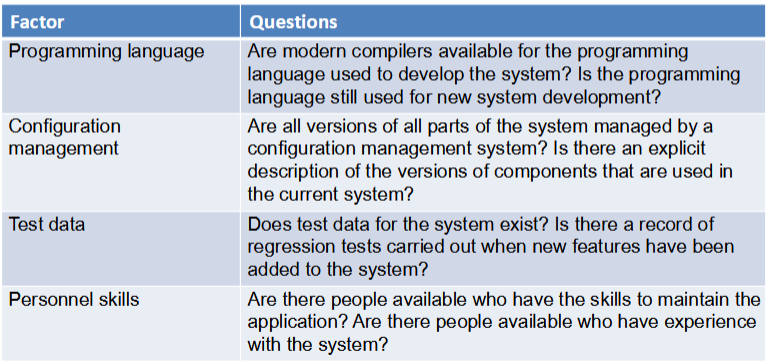 Factor Questions
Programming language Are modern compilers available for the programming
language used to develop the system? Is the programming
language still used for new system development?
Configuration Are all versions of all parts of the system managed by a
management configuration management system? Is there an explicit
description of the versions of components that are used in
the current system?
Test data Does test data for the system exist? Is there a record of
regression tests carried out when new features have been
added to the system?
Personnel skills Are there people available who have the skills to maintain the
application? Are there people available who have experience
with the system?